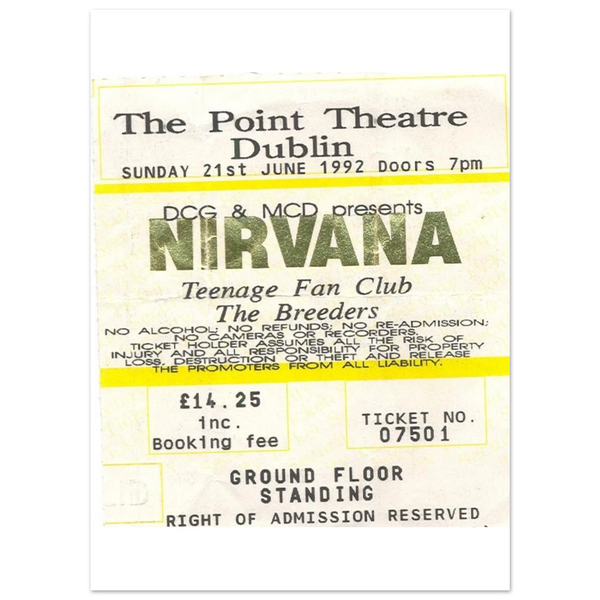 The Point Theatre
Dublin
SUNDAY 21st JUNE 1992 Doors 7pm
DCG & MCD presents
NIRVANA
Teenage Fan Club
The Breeders
NO ALCOHOL; NO REFUNDS; NO RE-ADMISSION;
NO CAMERAS OR RECORDERS.
TICKET HOLDER ASSUMES ALL THE RISK OF
INJURY AND ALL RESPONSIBILITY FOR PROPERTY
LOSS, DESTRUCTION OR THEFT AND RELEASE
THE PROMOTERS FROM ALL LIABILITY.
£14.25
inc.
Booking fee
TICKET NO.
07501
GROUND FLOOR
STANDING
RIGHT OF ADMISSION RESERVED